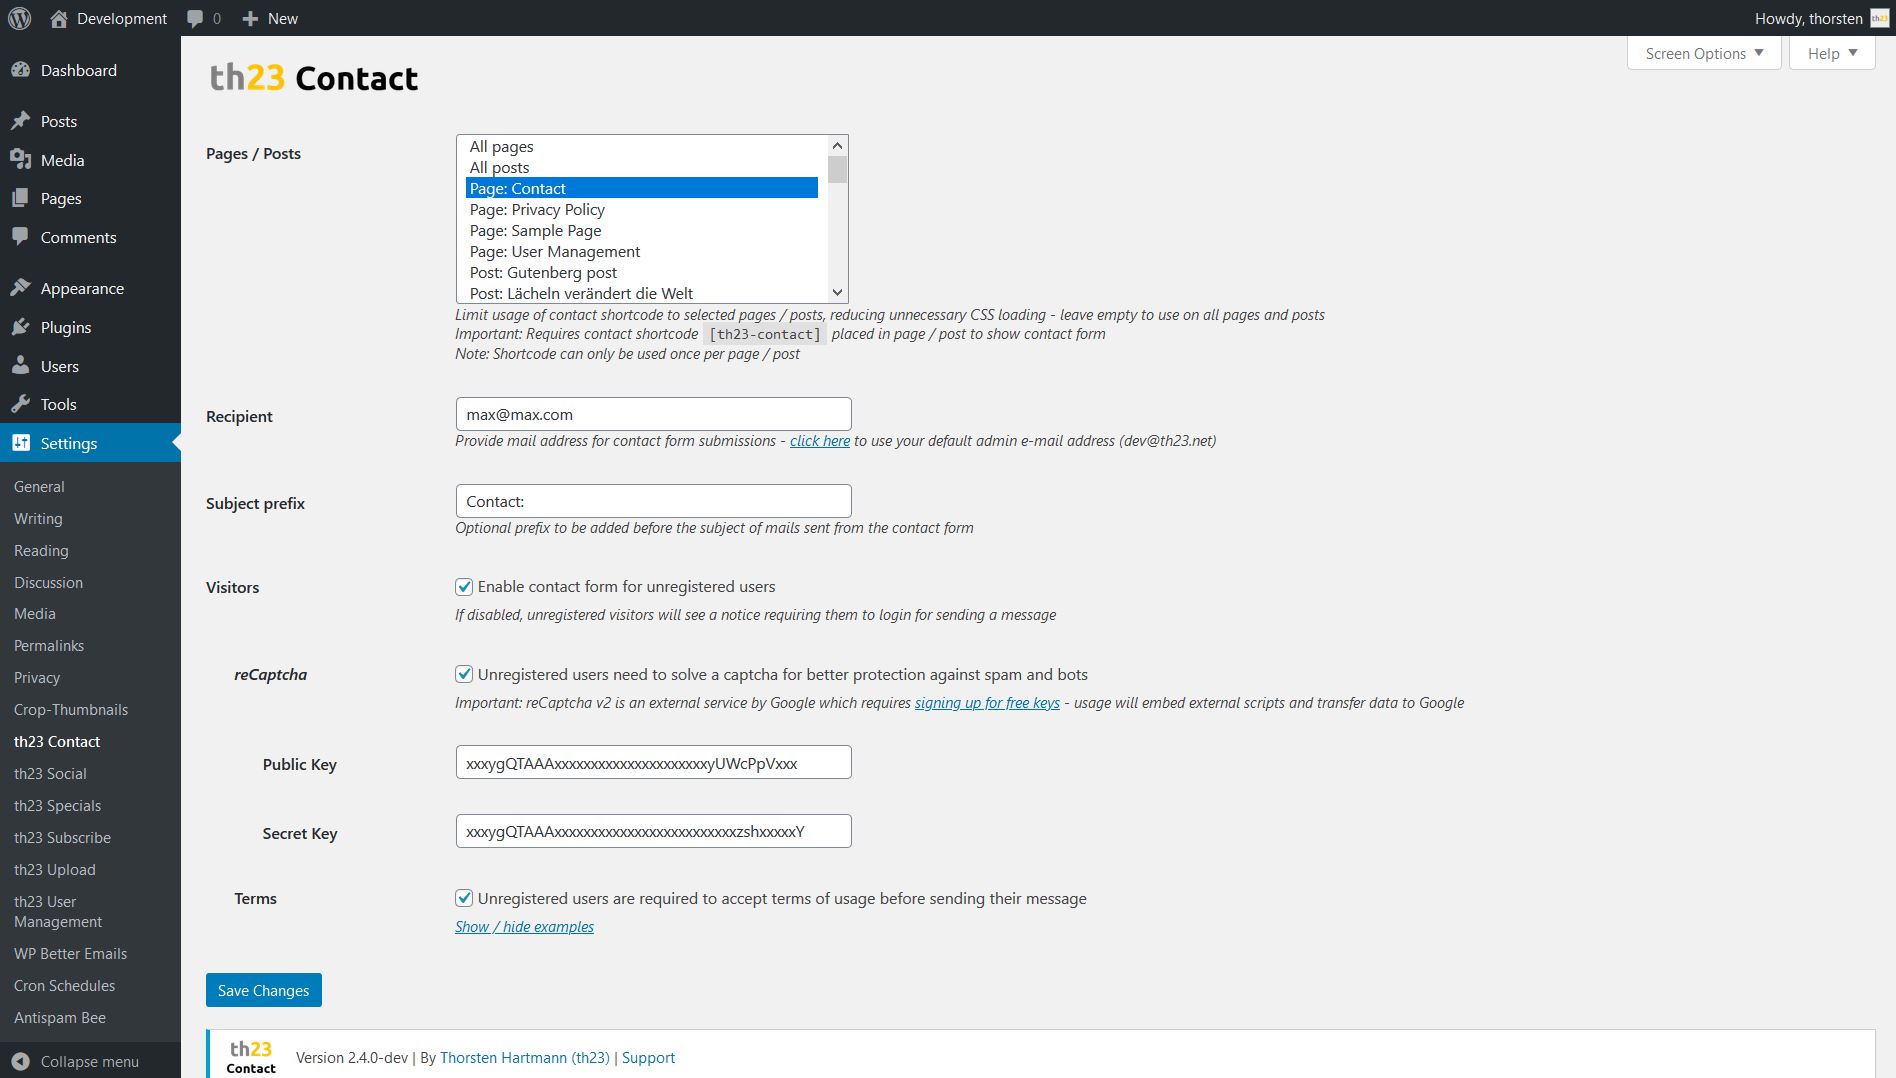 Development
0
New
Howdy, thorsten
th23
Dashboard
Posts
Media
Pages
Comments
Appearance
Plugins
Users
Tools
Settings
General
Writing
Reading
Discussion
Media
Permalinks
Privacy
Crop-Thumbnails
th23 Contact
th23 Social
th23 Specials
th23 Subscribe
th23 Upload
th23 User
Management
WP Better Emails
Cron Schedules
Antispam Bee
Collapse menu
Screen Options
Help
th23 Contact
Pages / Posts
All pages
All posts
Page: Contact
Page: Privacy Policy
Page: Sample Page
Page: User Management
Post: Gutenberg post
Post: Lächeln verändert die Welt
Limit usage of contact shortcode to selected pages / posts, reducing unnecessary CSS loading - leave empty to use on all pages and posts
Important: Requires contact shortcode [th23-contact] placed in page / post to show contact form
Note: Shortcode can only be used once per page / post
Recipient
max@max.com
Provide mail address for contact form submissions - click here to use your default admin e-mail address (dev@th23.net)
Subject prefix
Contact:
Optional prefix to be added before the subject of mails sent from the contact form
Visitors
Enable contact form for unregistered users
If disabled, unregistered visitors will see a notice requiring them to login for sending a message
reCaptcha
Unregistered users need to solve a captcha for better protection against spam and bots
Important: reCaptcha v2 is an external service by Google which requires signing up for free keys - usage will embed external scripts and transfer data to Google
Public Key
xxxygQTAAAxxxxxxxxxxxxxxxxxxxxxyUWcPpVxxx
Secret Key
xxxygQTAAAxxxxxxxxxxxxxxxxxxxxxxxxxzshxxxxxY
Terms
Unregistered users are required to accept terms of usage before sending their message
Show / hide examples
Save Changes
th23
Contact
Version 2.4.0-dev | By Thorsten Hartmann (th23) | Support